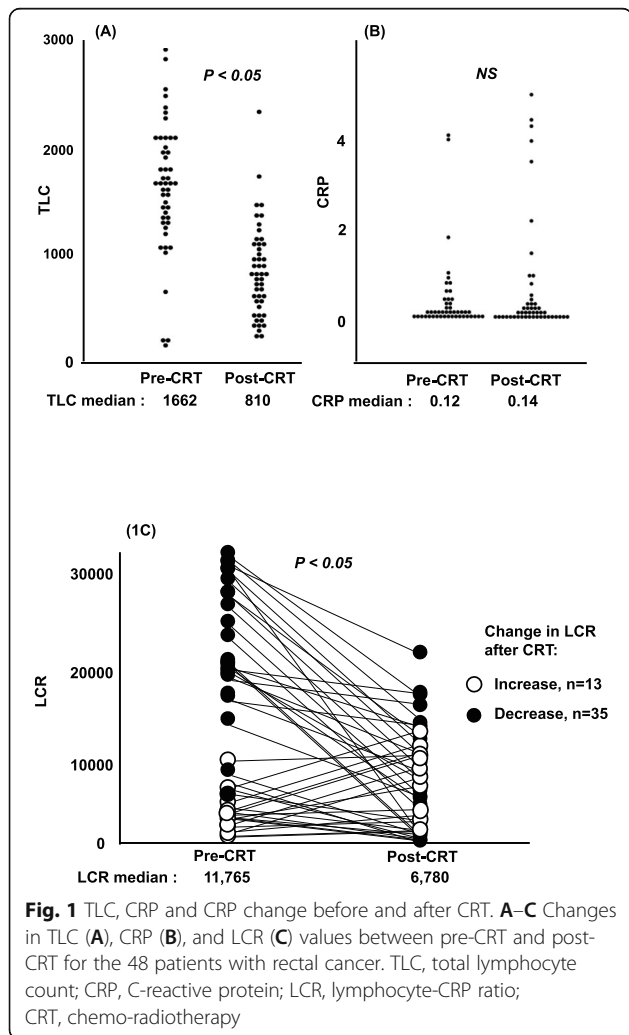 (A)
3000
2000
1000
0
TLC
P < 0.05
Pre-CRT Post-CRT
TLC median : 1662 810
(B)
4
2
0
CRP
NS
Pre-CRT Post-CRT
CRP median : 0.12 0.14
(1C)
30000
20000
10000
0
LCR
P < 0.05
Change in LCR
after CRT:
Increase, n=13
Decrease, n=35
Pre-CRT Post-CRT
LCR median : 11,765 6,780
Fig. 1 TLC, CRP and CRP change before and after CRT. A–C Changes
in TLC (A), CRP (B), and LCR (C) values between pre-CRT and post-
CRT for the 48 patients with rectal cancer. TLC, total lymphocyte
count; CRP, C-reactive protein; LCR, lymphocyte-CRP ratio;
CRT, chemo-radiotherapy